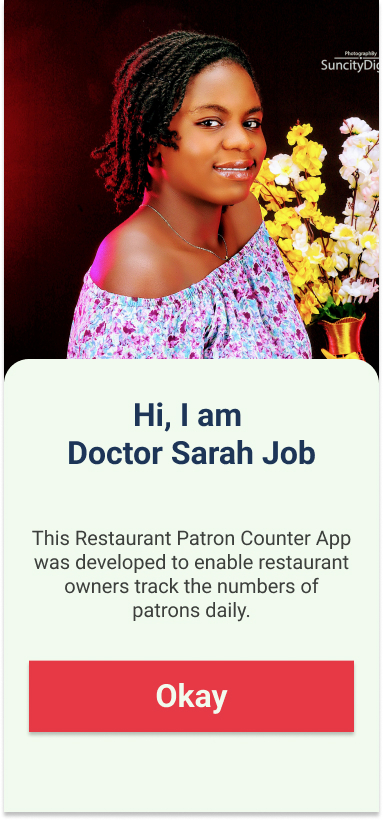 Photography By
SuncityDig
Hi, I am
Doctor Sarah Job
This Restaurant Patron Counter App
was developed to enable restaurant
owners track the numbers of
patrons daily.
Okay